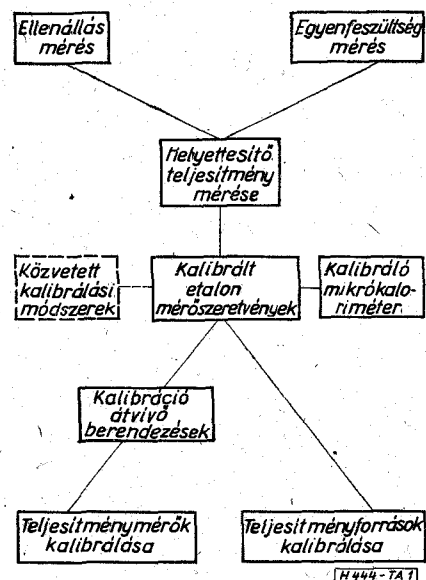 Ellenállás
mérés
Egyenfeszültség
mérés
Helyettesítő
teljesítmény
mérése
Közvetett
kalibrálási
módszerek
Kalibrált
etalon
mérőszeretvények
Kalibráló
mikrókalo-
riméter
Kalibráció
átvivő
berendezések
Teljesítménymérők
kalibrálása
Teljesítményforrások
kalibrálása
H444-TA1